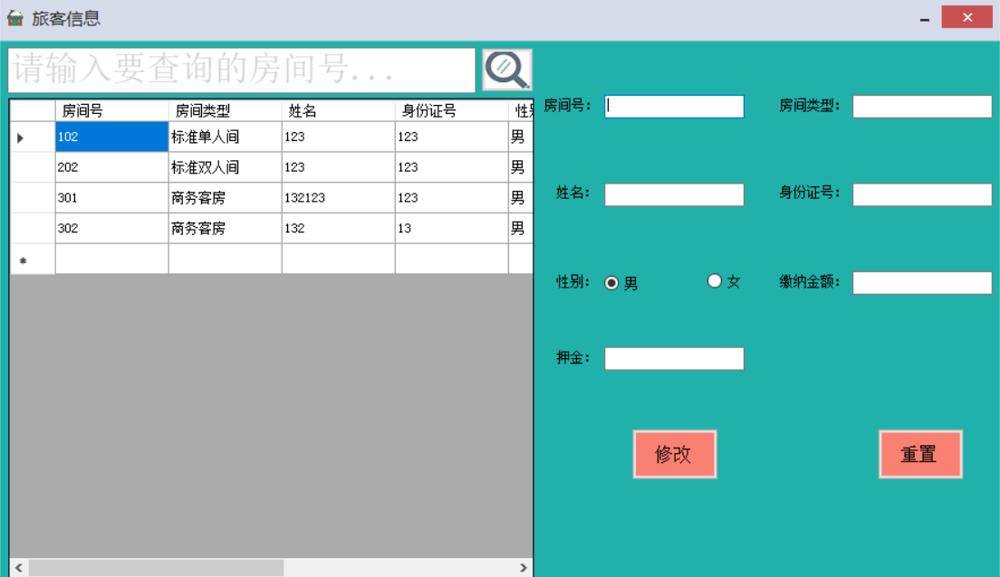 旅客信息
请输入要查询的房间号...
房间号 房间类型 姓名 身份证号
102 标准单人间 123 123 男
202 标准双人间 123 123 男
301 商务客房 132123 123 男
302 商务客房 132 13 男
房间号： 房间类型：
姓名： 身份证号：
性别： 男 女 缴纳金额：
押金：
修改 重置